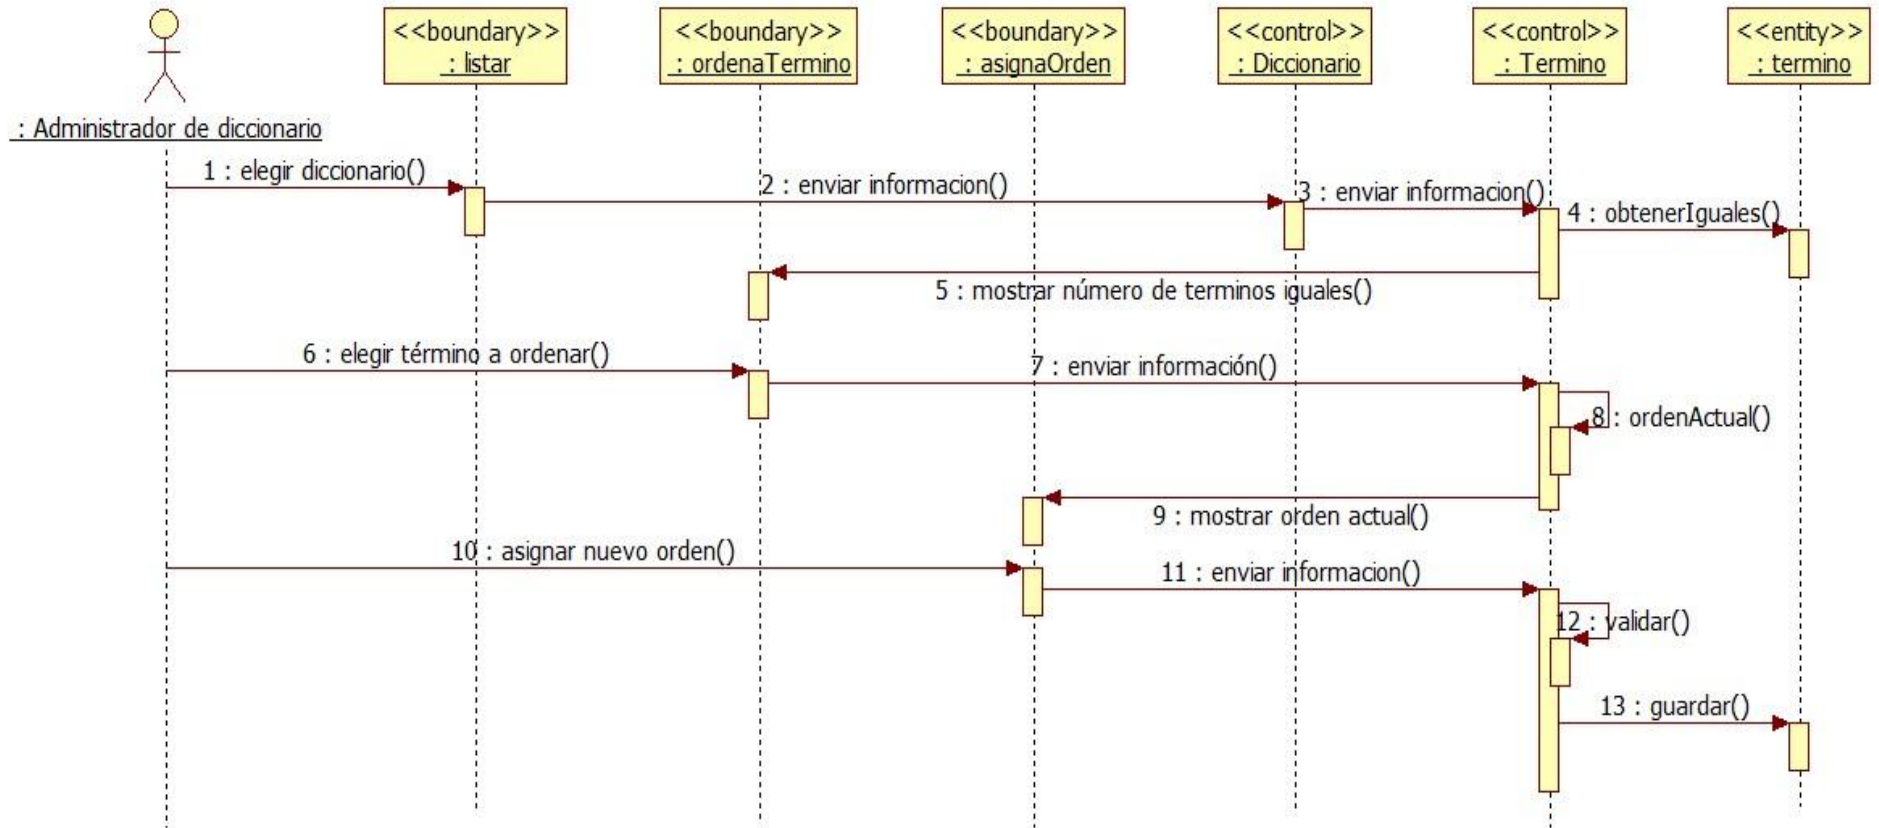 <<boundary>>
: listar
<<boundary>>
: ordenaTermino
<<boundary>>
: asignaOrden
<<control>>
: Diccionario
<<control>>
: Termino
<<entity>>
: termino
: Administrador de diccionario
1 : elegir diccionario()
2 : enviar informacion()
3 : enviar informacion()
4 : obtenerIguales()
5 : mostrar número de terminos iguales()
6 : elegir término a ordenar()
7 : enviar información()
8 : ordenActual()
9 : mostrar orden actual()
10 : asignar nuevo orden()
11 : enviar informacion()
12 : validar()
13 : guardar()